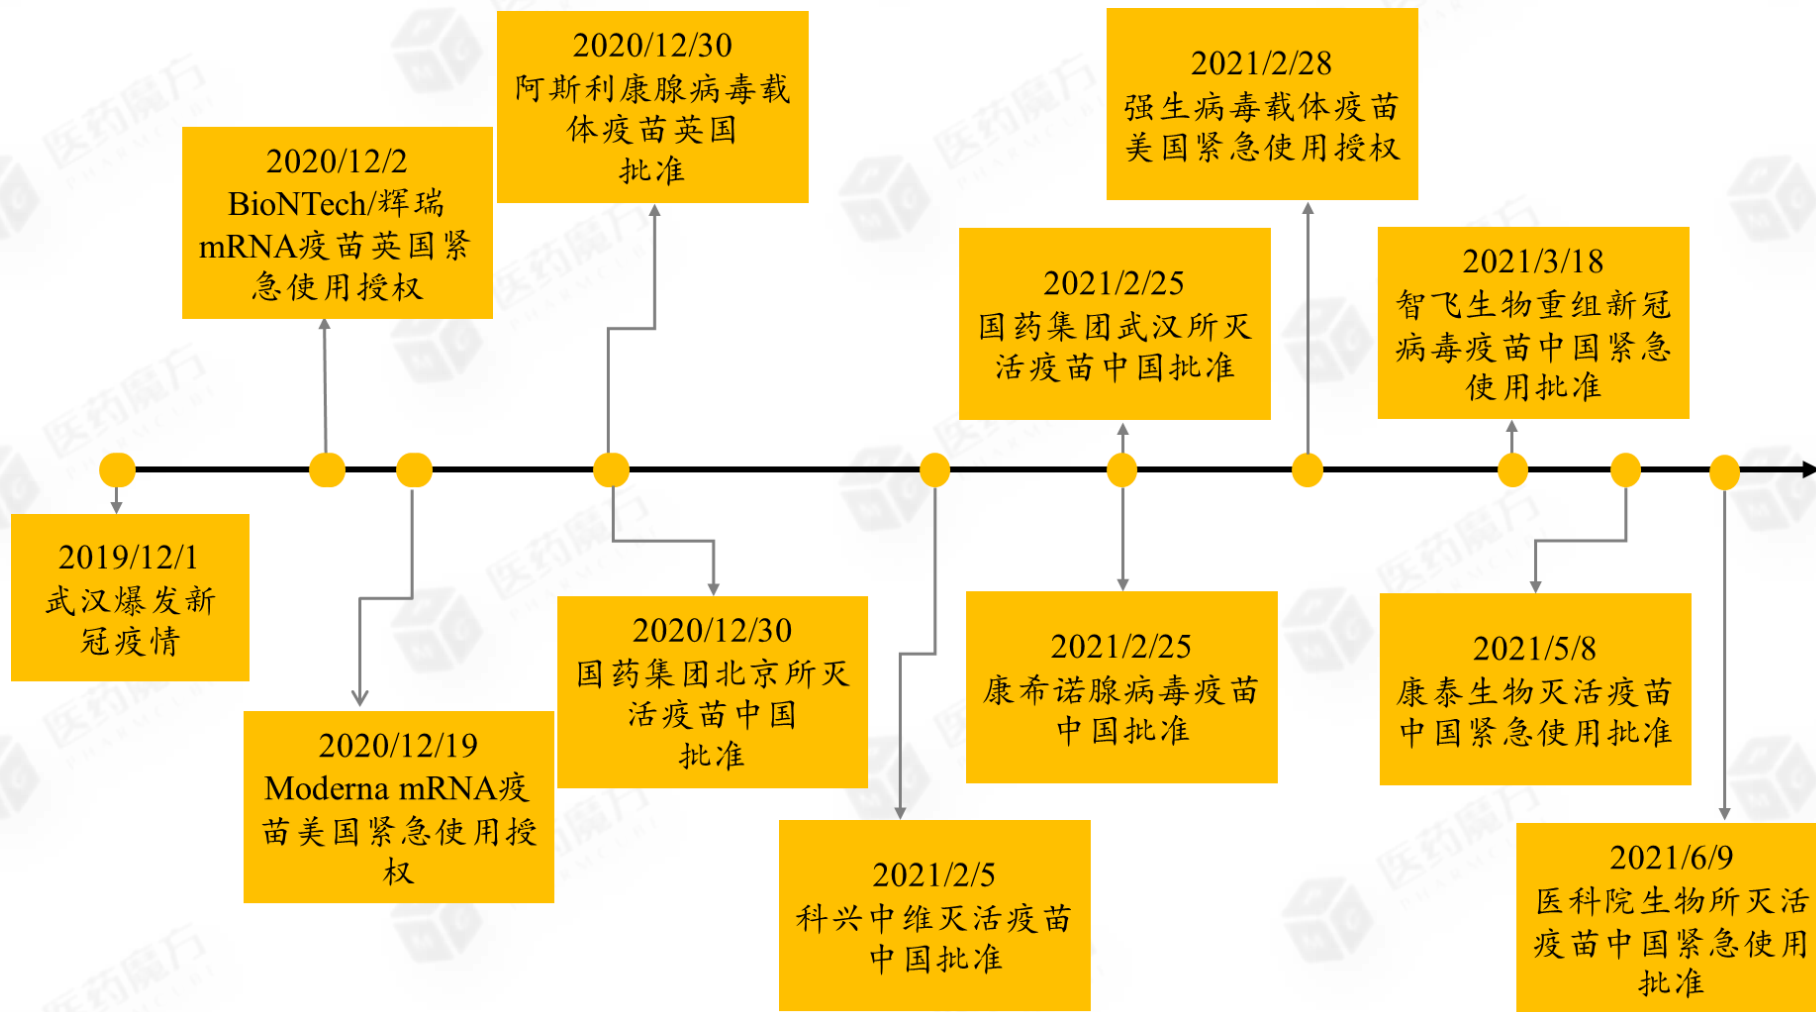 2020/12/30
阿斯利康腺病毒载
体疫苗英国
批准
2021/2/28
强生病毒载体疫苗
美国紧急使用授权
2020/12/2
BioNTech/辉瑞
mRNA疫苗英国紧
急使用授权
2021/2/25
国药集团武汉所灭
活疫苗中国批准
2021/3/18
智飞生物重组新冠
病毒疫苗中国紧急
使用批准
2019/12/1
武汉爆发新
冠疫情
2020/12/19
Moderna mRNA疫
苗美国紧急使用授
权
2020/12/30
国药集团北京所灭
活疫苗中国
批准
2021/2/5
科兴中维灭活疫苗
中国批准
2021/2/25
康希诺腺病毒疫苗
中国批准
2021/5/8
康泰生物灭活疫苗
中国紧急使用批准
2021/6/9
医科院生物所灭活
疫苗中国紧急使用
批准
医药魔方